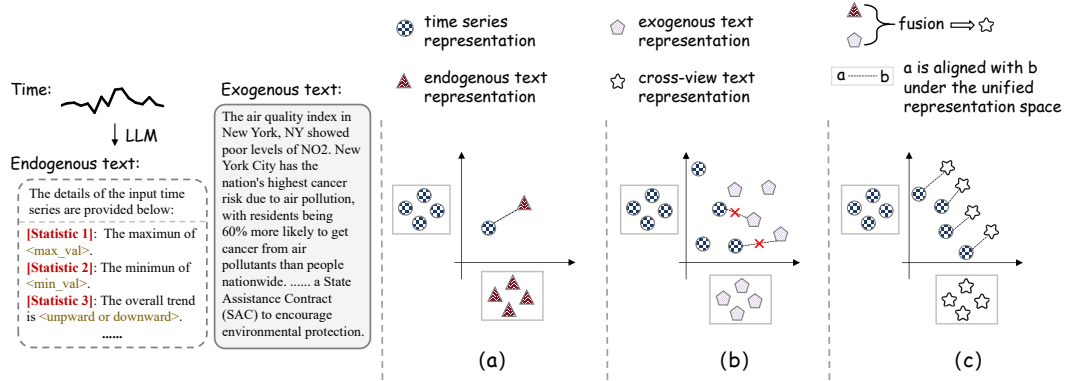 Time:
LLM
Endogenous text:
The details of the input time
series are provided below:
[Statistic 1]: The maximun of
<max_val>.
[Statistic 2]: The minimun of
<min_val>.
[Statistic 3]: The overall trend
is <unpward or downward>.
......
Exogenous text:
The air quality index in
New York, NY showed
poor levels of NO2. New
York City has the
nation's highest cancer
risk due to air pollution,
with residents being
60% more likely to get
cancer from air
pollutants than people
nationwide. ...... a State
Assistance Contract
(SAC) to encourage
environmental protection.
time series
representation
endogenous text
representation
exogenous text
representation
cross-view text
representation
fusion
a b
a is aligned with b
under the unified
representation space
(a)
(b)
(c)